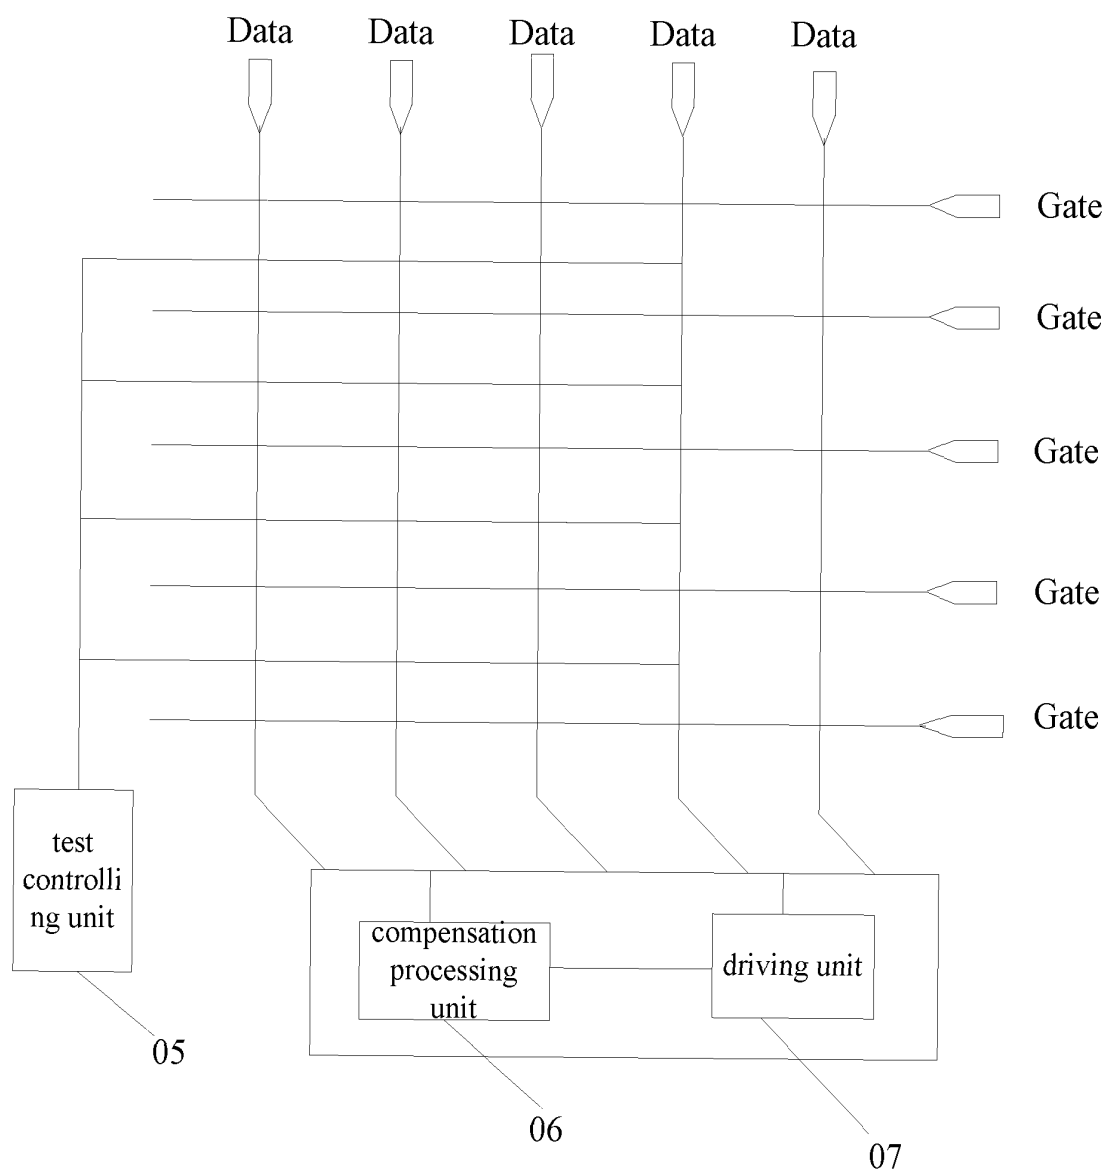 Data
Data
Data
Data
Data
Gate
Gate
Gate
Gate
Gate
test
controlli
ng unit
compensation
processing
unit
driving unit
05
06
07